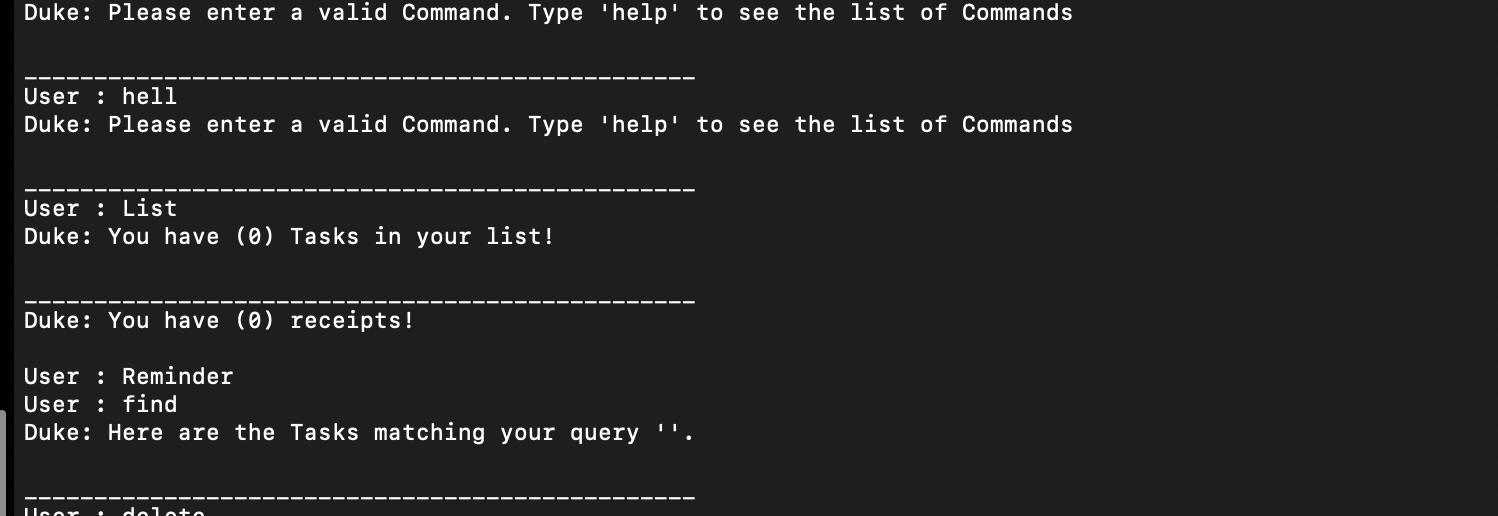 Duke: Please enter a valid Command. Type 'help' to see the list of Commands
________________________________________________
User : hell
Duke: Please enter a valid Command. Type 'help' to see the list of Commands
________________________________________________
User : List
Duke: You have (0) Tasks in your list!
________________________________________________
Duke: You have (0) receipts!
User : Reminder
User : find
Duke: Here are the Tasks matching your query ''.
________________________________________________
User : delete